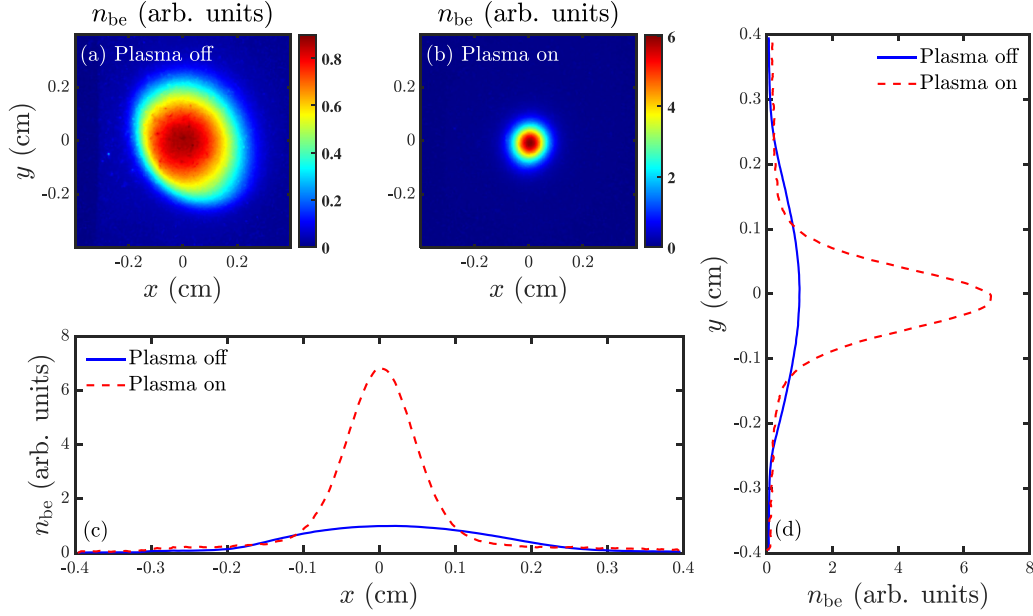 n_be (arb. units)
(a) Plasma off
y (cm)
0.2
0
-0.2
-0.2
0
0.2
x (cm)
0.8
0.6
0.4
0.2
0
n_be (arb. units)
(b) Plasma on
0.2
0
-0.2
-0.2
0
0.2
x (cm)
6
4
2
0
n_be (arb. units)
8
6
4
2
0
Plasma off
Plasma on
(c)
-0.4
-0.3
-0.2
-0.1
0
0.1
0.2
0.3
0.4
x (cm)
y (cm)
0.4
0.3
0.2
0.1
0
-0.1
-0.2
-0.3
-0.4
Plasma off
Plasma on
(d)
0
2
4
6
8
n_be (arb. units)